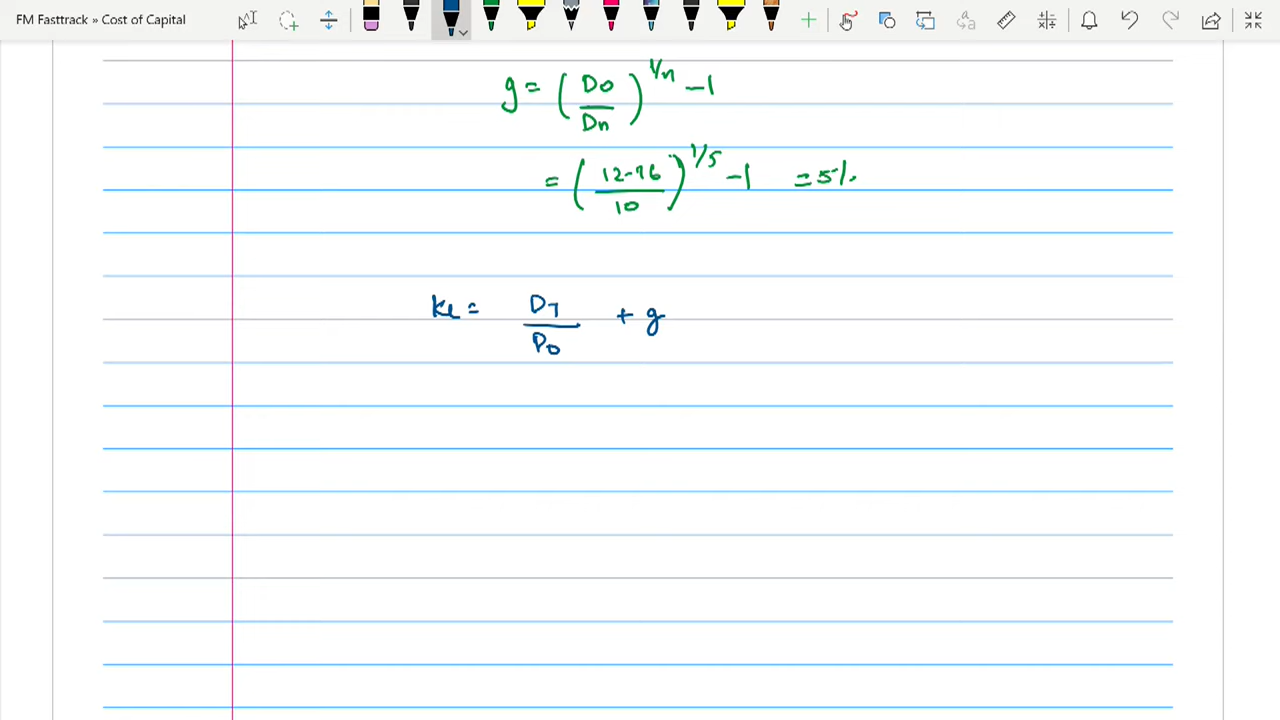 FM Fasttrack » Cost of Capital
g = (D0/Dn)^1/n - 1
= (12-76/10)^1/5 - 1 = 5%
ke = D1/P0 + g